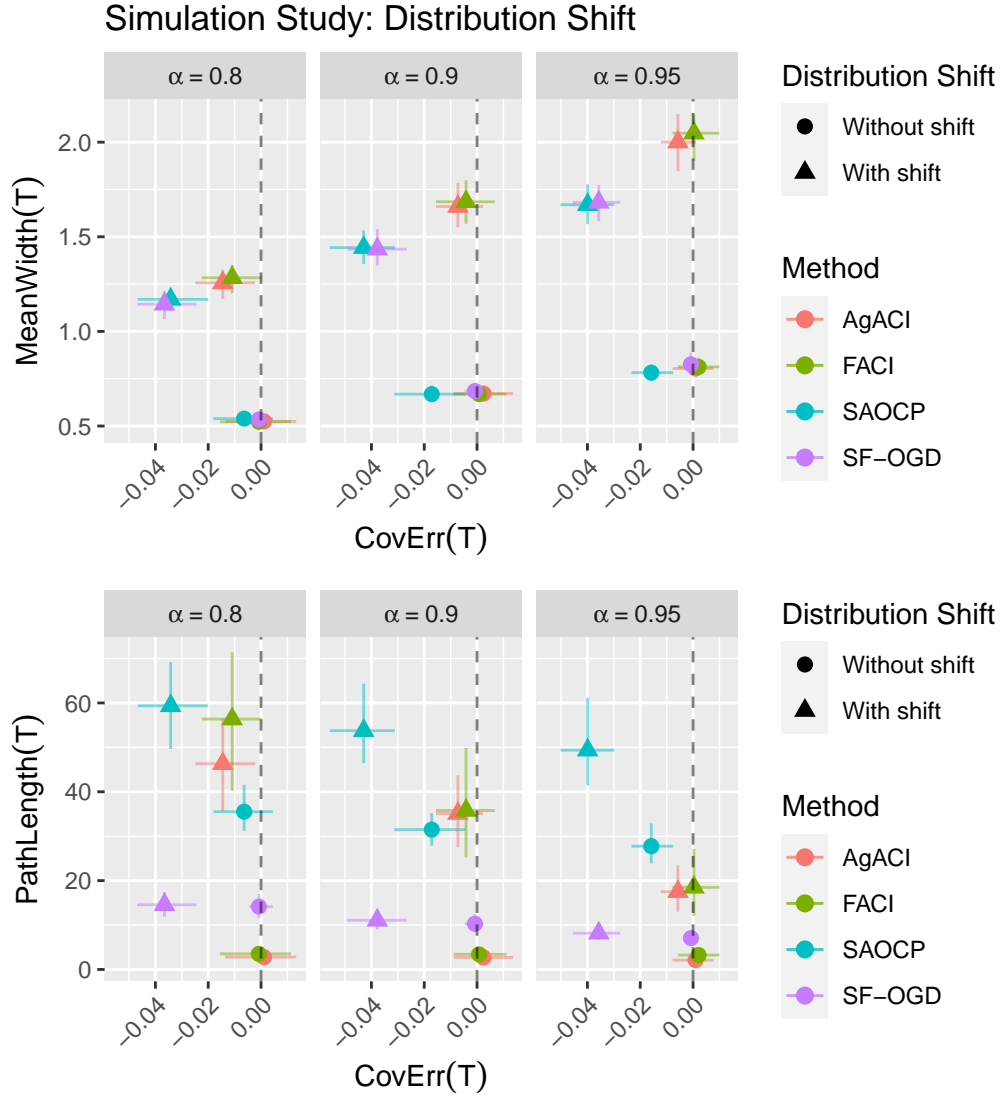 Simulation Study: Distribution Shift
α = 0.8
α = 0.9
α = 0.95
MeanWidth(T)
2.0
1.5
1.0
0.5
−0.04
−0.02
0.00
−0.04
−0.02
0.00
−0.04
−0.02
0.00
CovErr(T)
Distribution Shift
Without shift
With shift
Method
AgACI
FACI
SAOCP
SF−OGD
α = 0.8
α = 0.9
α = 0.95
PathLength(T)
60
40
20
0
−0.04
−0.02
0.00
−0.04
−0.02
0.00
−0.04
−0.02
0.00
CovErr(T)
Distribution Shift
Without shift
With shift
Method
AgACI
FACI
SAOCP
SF−OGD